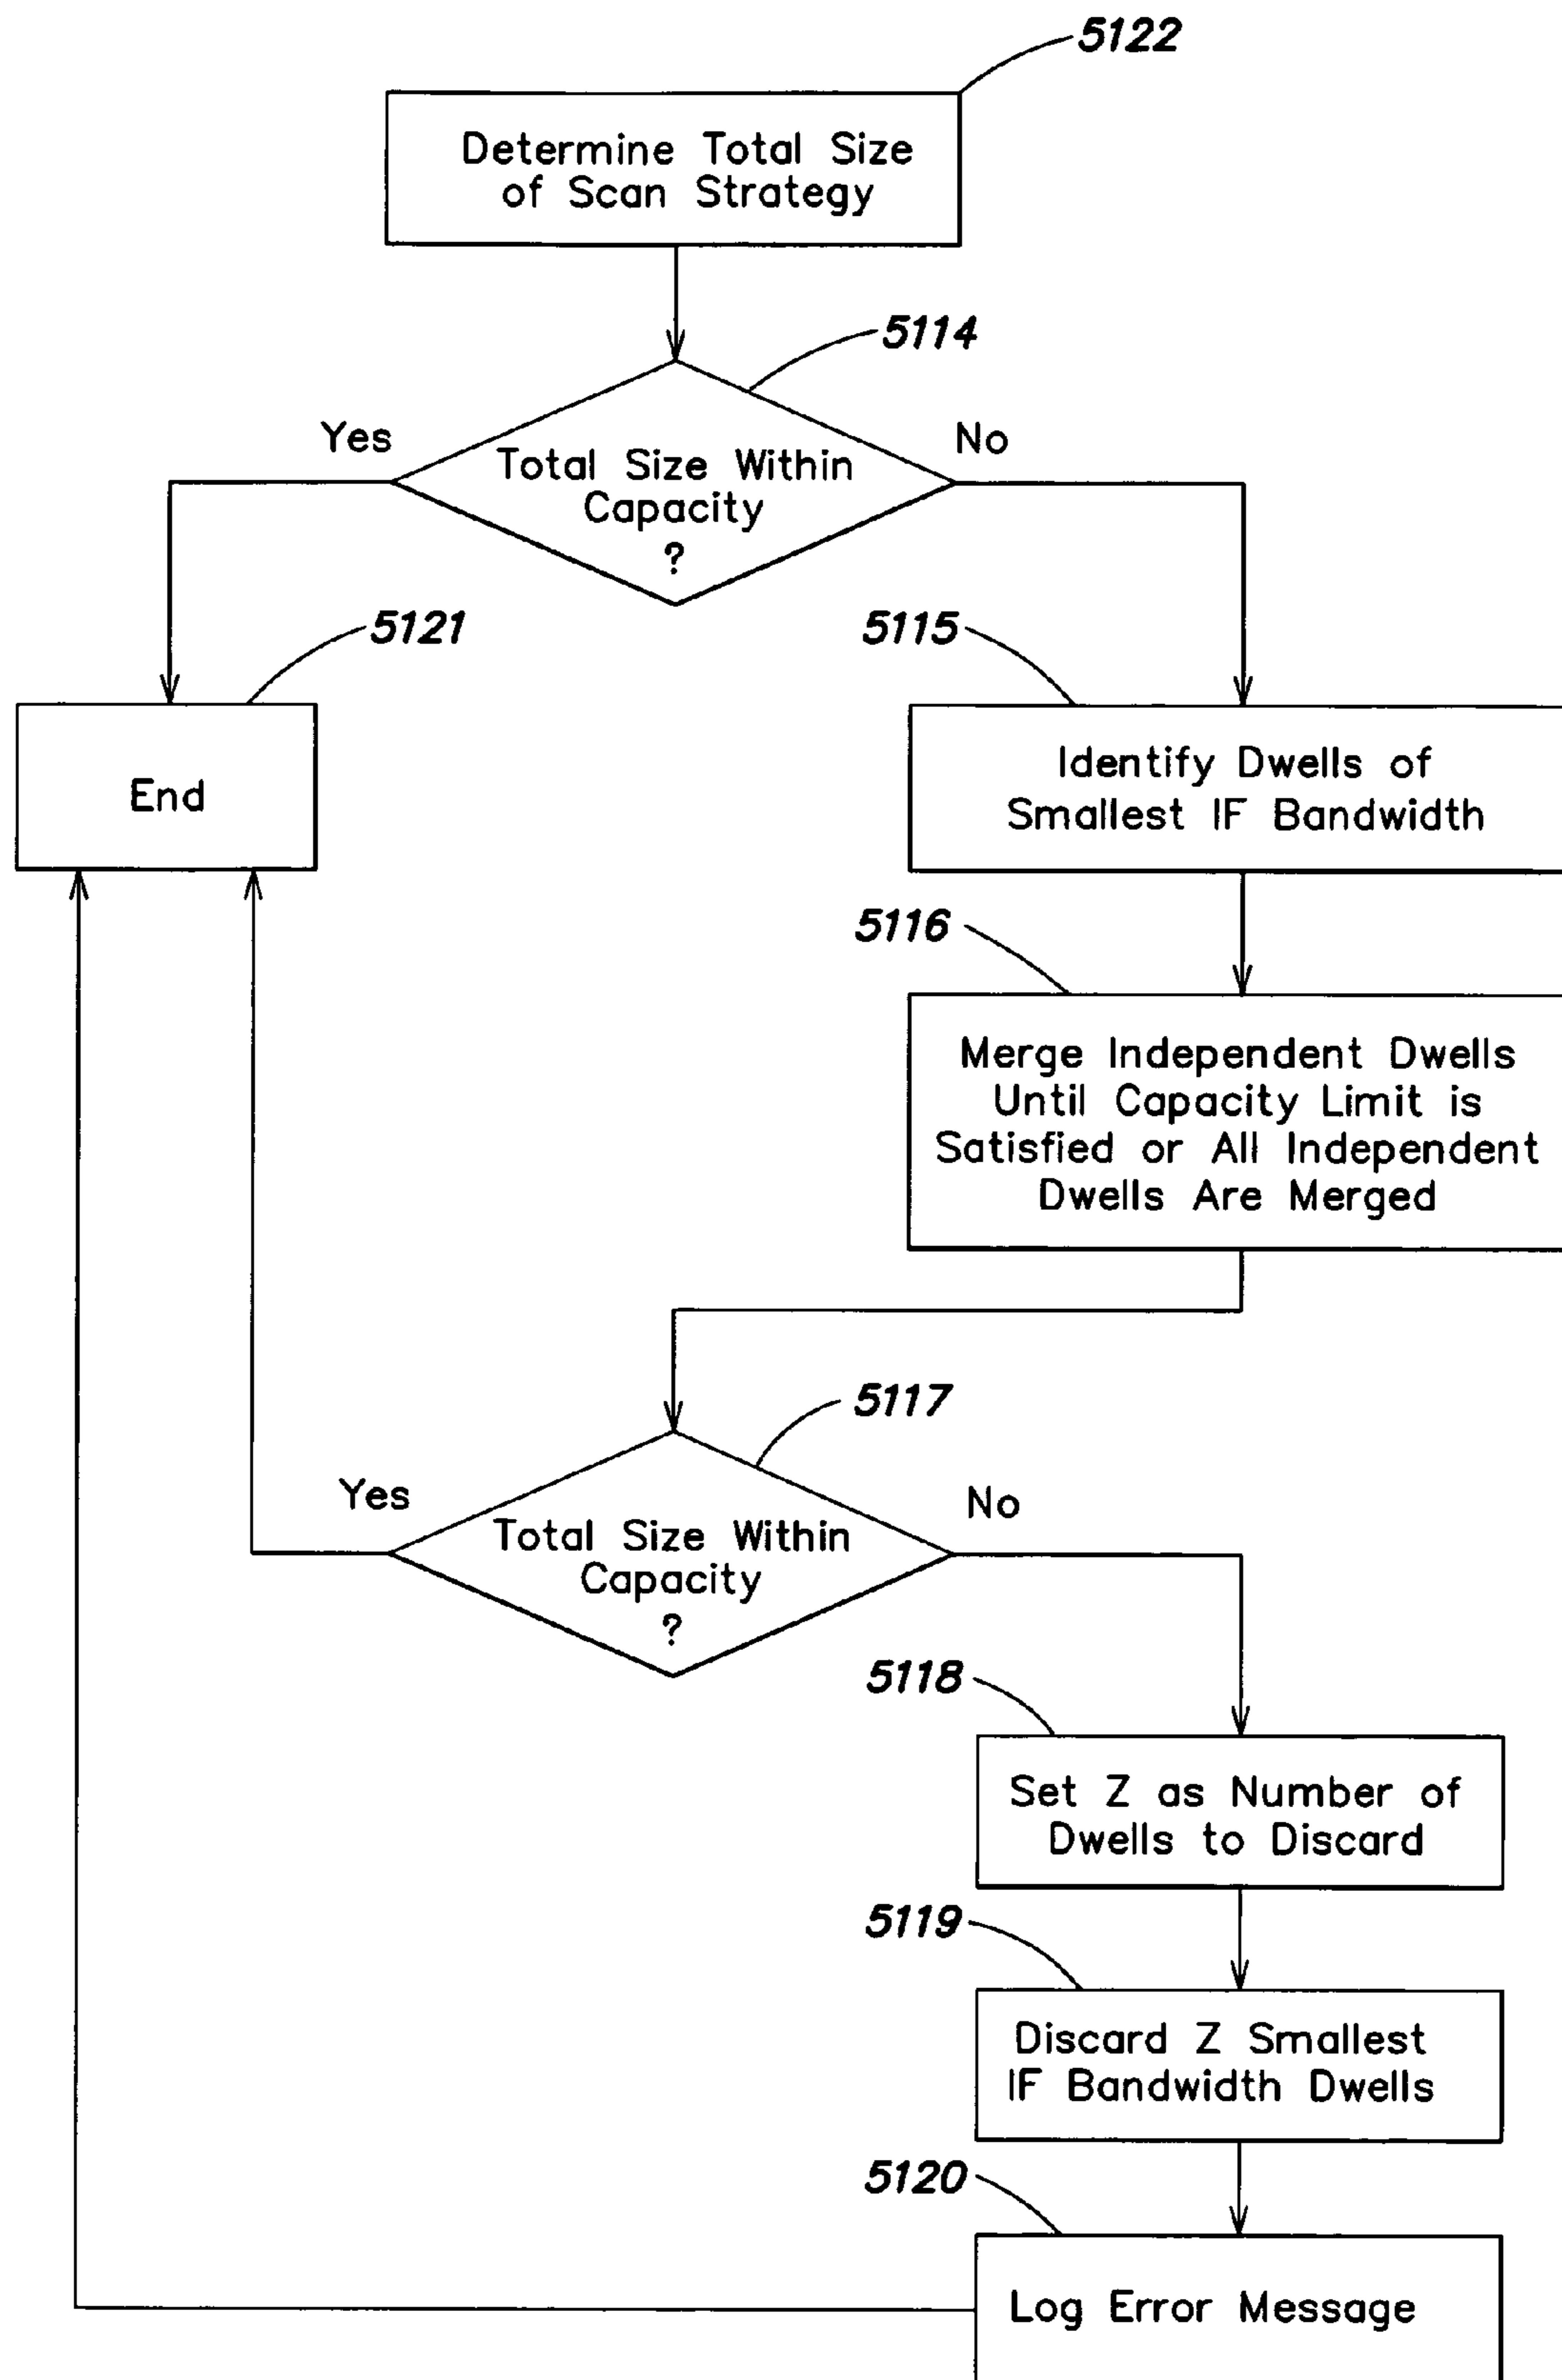 5122
Determine Total Size
of Scan Strategy
5114
Yes
No
Total Size Within
Capacity
?
5121
5115
End
Identify Dwells of
Smallest IF Bandwidth
5116
Merge Independent Dwells
Until Capacity Limit is
Satisfied or All Independent
Dwells Are Merged
5117
Yes
No
Total Size Within
Capacity
?
5118
Set Z as Number of
Dwells to Discard
5119
Discard Z Smallest
IF Bandwidth Dwells
5120
Log Error Message